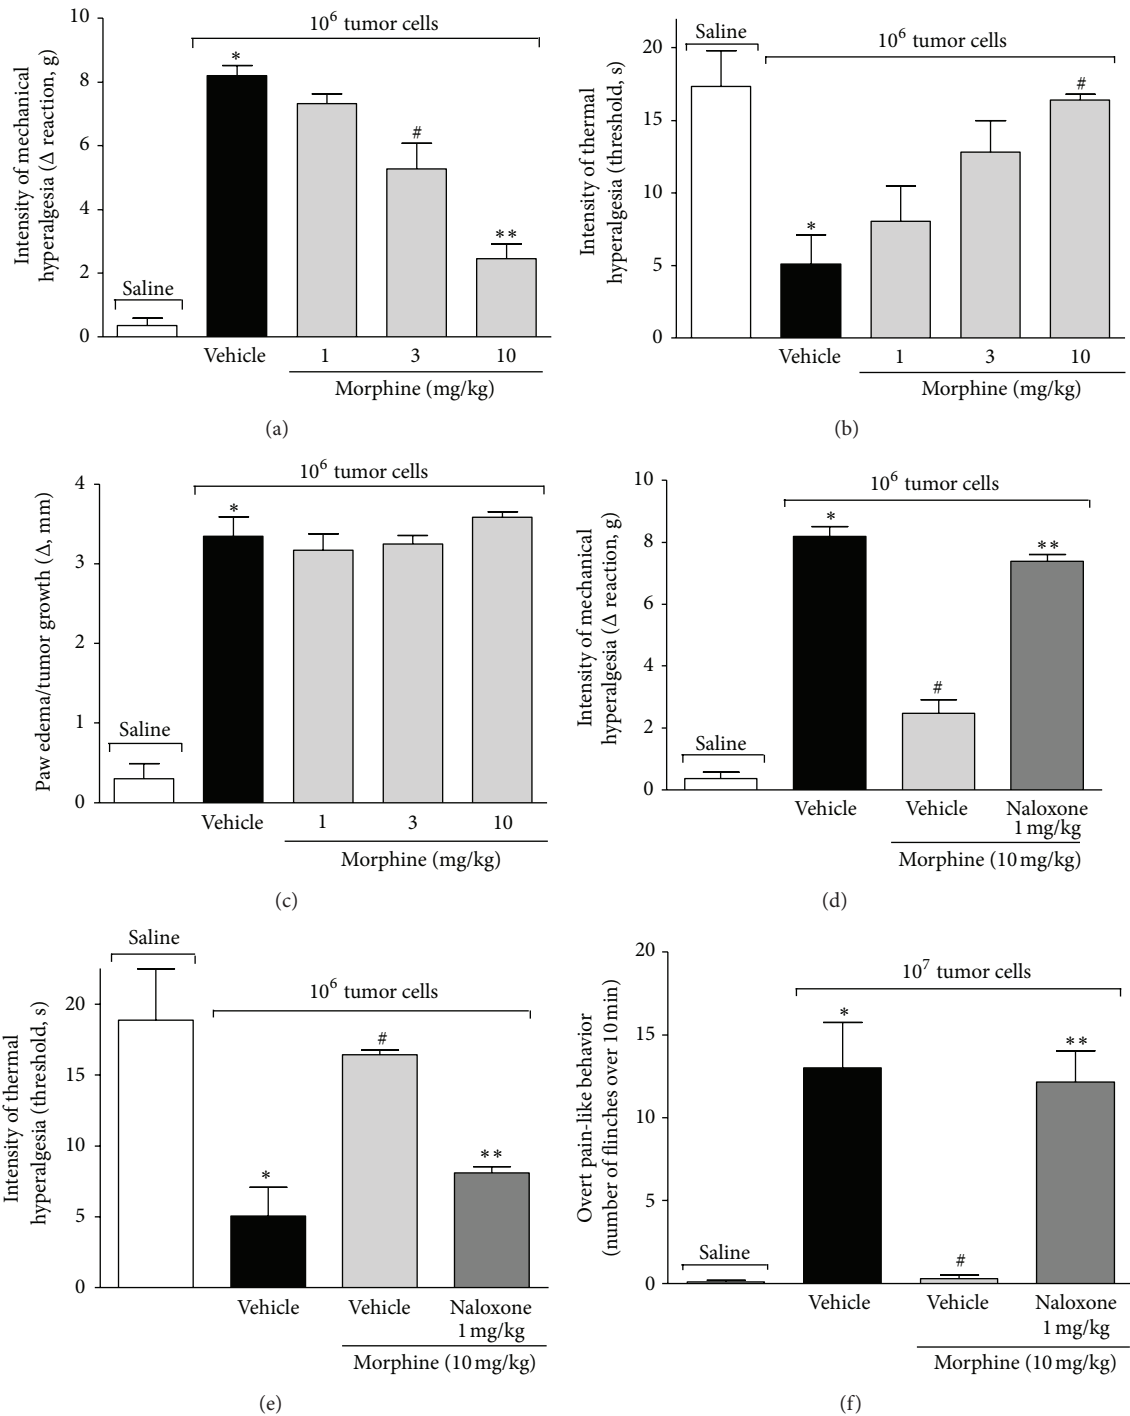 10
8
6
4
2
0
Intensity of mechanical
hyperalgesia (Δ reaction, g)
10⁶ tumor cells
Saline
*
#
**
Vehicle
1
3
10
Morphine (mg/kg)
(a)
20
15
10
5
0
Intensity of thermal
hyperalgesia (threshold, s)
Saline
10⁶ tumor cells
*
#
Vehicle
1
3
10
Morphine (mg/kg)
(b)
4
3
2
1
0
Paw edema/tumor growth (Δ, mm)
10⁶ tumor cells
Saline
*
Vehicle
1
3
10
Morphine (mg/kg)
(c)
10
8
6
4
2
0
Intensity of mechanical
hyperalgesia (Δ reaction, g)
10⁶ tumor cells
Saline
*
#
**
Vehicle
Vehicle
Naloxone
1 mg/kg
Morphine (10 mg/kg)
(d)
20
15
10
5
0
Intensity of thermal
hyperalgesia (threshold, s)
Saline
10⁶ tumor cells
*
#
**
Vehicle
Vehicle
Naloxone
1 mg/kg
Morphine (10 mg/kg)
(e)
20
15
10
5
0
Overt pain-like behavior
(number of flinches over 10 min)
10⁷ tumor cells
Saline
*
#
**
Vehicle
Vehicle
Naloxone
1 mg/kg
Morphine (10 mg/kg)
(f)